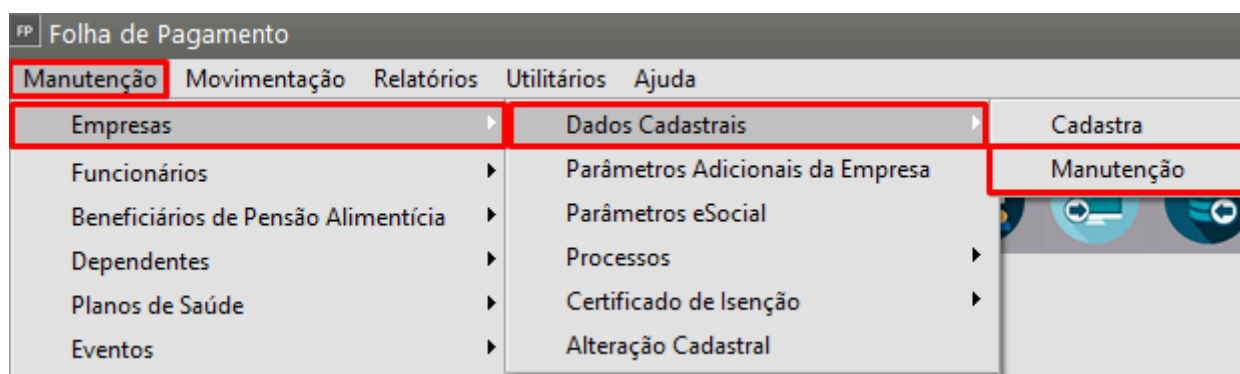 FP Folha de Pagamento
Manutenção Movimentação Relatórios Utilitários Ajuda
Empresas Dados Cadastrais Cadastra
Funcionários Parâmetros Adicionais da Empresa Manutenção
Beneficiários de Pensão Alimentícia Parâmetros eSocial
Dependentes Processos
Planos de Saúde Certificado de Isenção
Eventos Alteração Cadastral